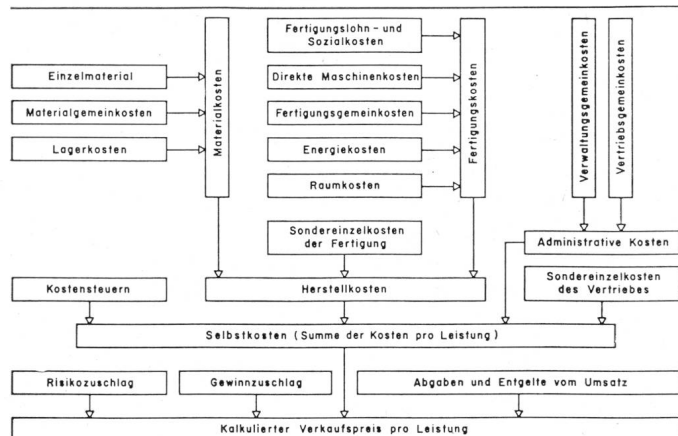 Fertigungslohn- und
Sozialkosten
Einzelmaterial
Materialgemeinkosten
Lagerkosten
Materialkosten
Direkte Maschinenkosten
Fertigungsgemeinkosten
Energiekosten
Raumkosten
Fertigungskosten
Verwaltungsgemeinkosten
Vertriebsgemeinkosten
Sondereinzelkosten
der Fertigung
Administrative Kosten
Kostensteuern
Herstellkosten
Sondereinzelkosten
des Vertriebes
Selbstkosten (Summe der Kosten pro Leistung)
Risikozuschlag
Gewinnzuschlag
Abgaben und Entgelte vom Umsatz
Kalkulierter Verkaufspreis pro Leistung